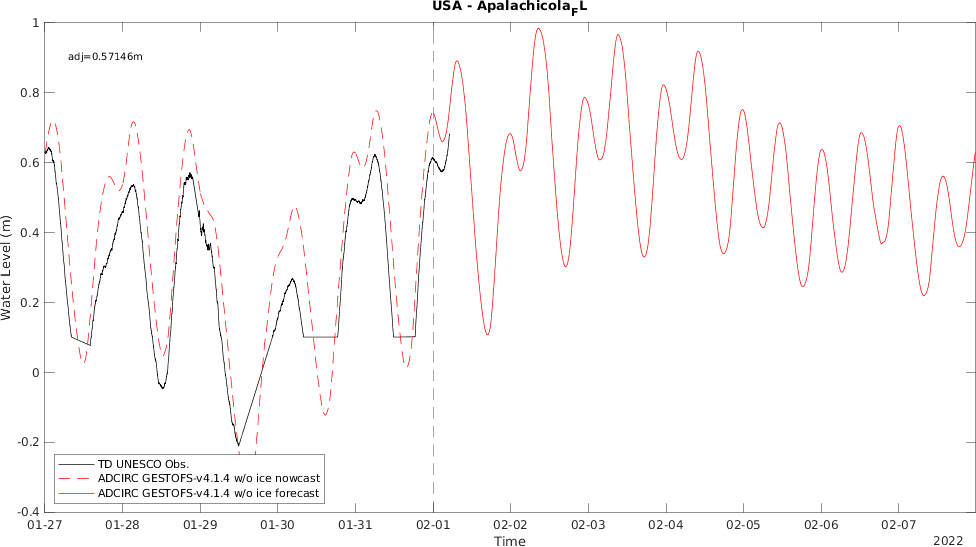 USA - Apalachicola_FL
1
adj=0.57146m
0.8
0.6
0.4
0.2
0
-0.2
-0.4
Water Level (m)
TD UNESCO Obs.
ADCIRC GESTOFS-v4.1.4 w/o ice nowcast
ADCIRC GESTOFS-v4.1.4 w/o ice forecast
01-27 01-28 01-29 01-30 01-31 02-01 02-02 02-03 02-04 02-05 02-06 02-07
Time
2022